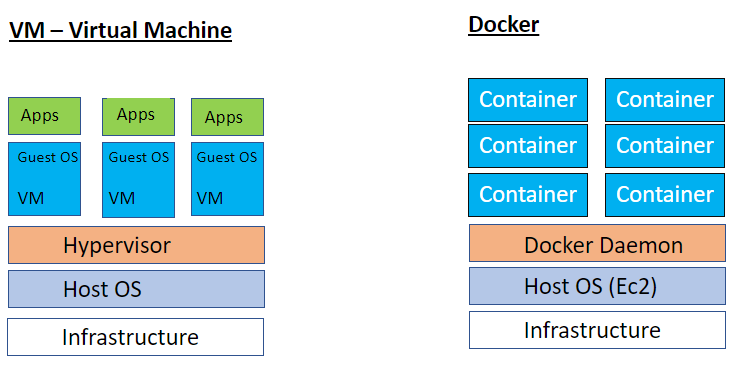 VM – Virtual Machine
Apps
Apps
Apps
Guest OS
Guest OS
Guest OS
VM
VM
VM
Hypervisor
Host OS
Infrastructure
Docker
Container
Container
Container
Container
Container
Container
Docker Daemon
Host OS (Ec2)
Infrastructure